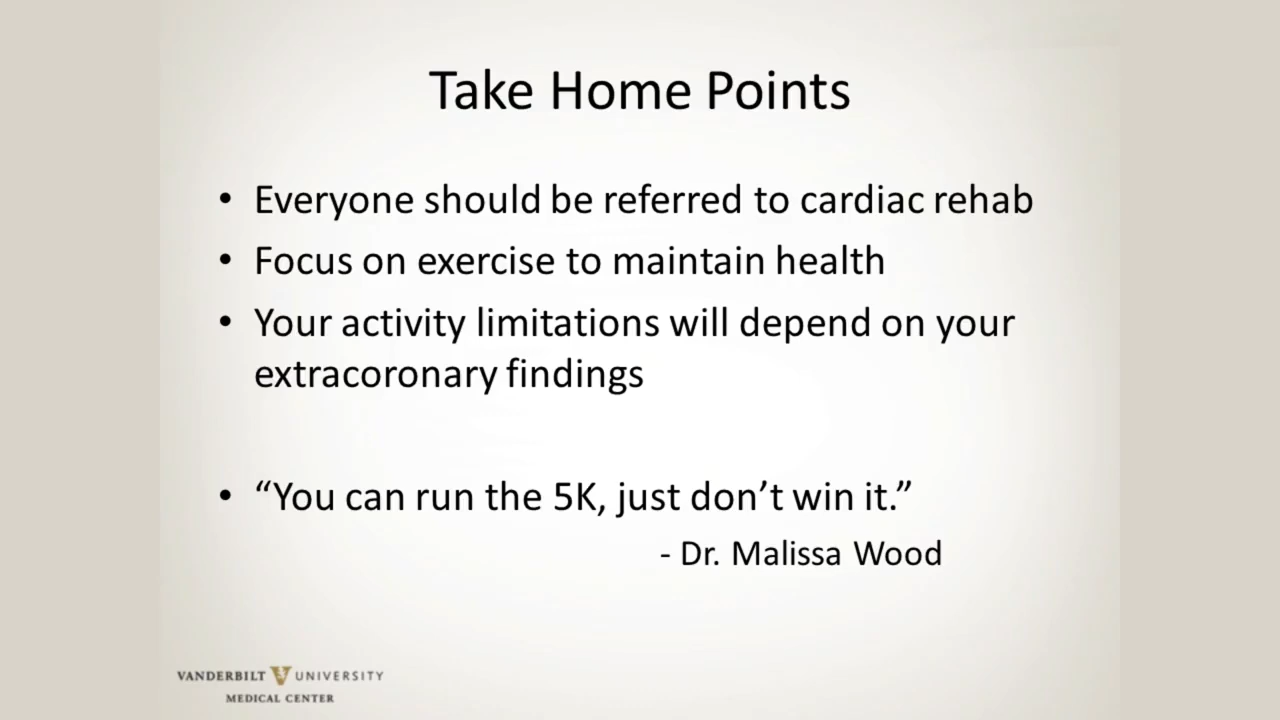 Take Home Points
• Everyone should be referred to cardiac rehab
• Focus on exercise to maintain health
• Your activity limitations will depend on your
extracoronary findings
• “You can run the 5K, just don’t win it.”
- Dr. Malissa Wood
VANDERBILT UNIVERSITY
MEDICAL CENTER